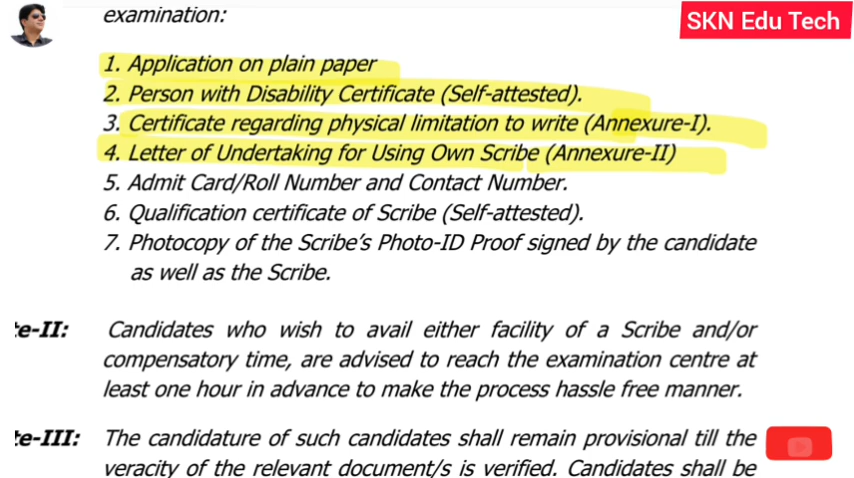 examination:
SKN Edu Tech
1. Application on plain paper
2. Person with Disability Certificate (Self-attested).
3. Certificate regarding physical limitation to write (Annexure-I).
4. Letter of Undertaking for Using Own Scribe (Annexure-II)
5. Admit Card/Roll Number and Contact Number.
6. Qualification certificate of Scribe (Self-attested).
7. Photocopy of the Scribe's Photo-ID Proof signed by the candidate
as well as the Scribe.
te-II: Candidates who wish to avail either facility of a Scribe and/or
compensatory time, are advised to reach the examination centre at
least one hour in advance to make the process hassle free manner.
te-III: The candidature of such candidates shall remain provisional till the
veracity of the relevant document/s is verified. Candidates shall be